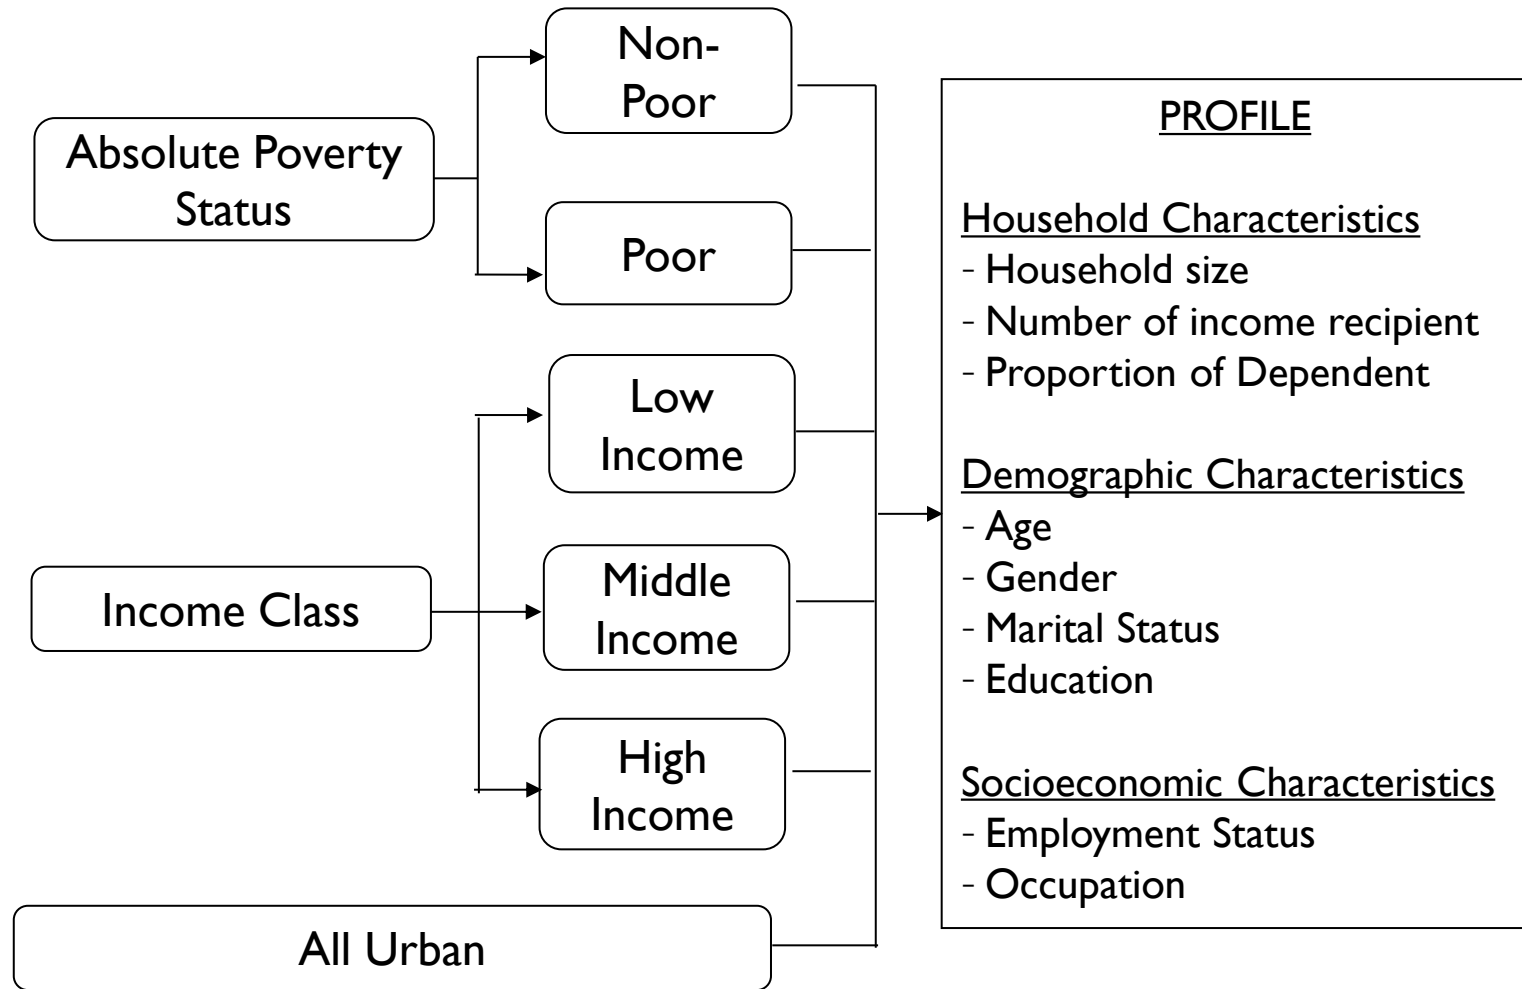 Non-
Poor
Absolute Poverty
Status
Poor
Low
Income
Income Class
Middle
Income
High
Income
All Urban
PROFILE
Household Characteristics
- Household size
- Number of income recipient
- Proportion of Dependent
Demographic Characteristics
- Age
- Gender
- Marital Status
- Education
Socioeconomic Characteristics
- Employment Status
- Occupation